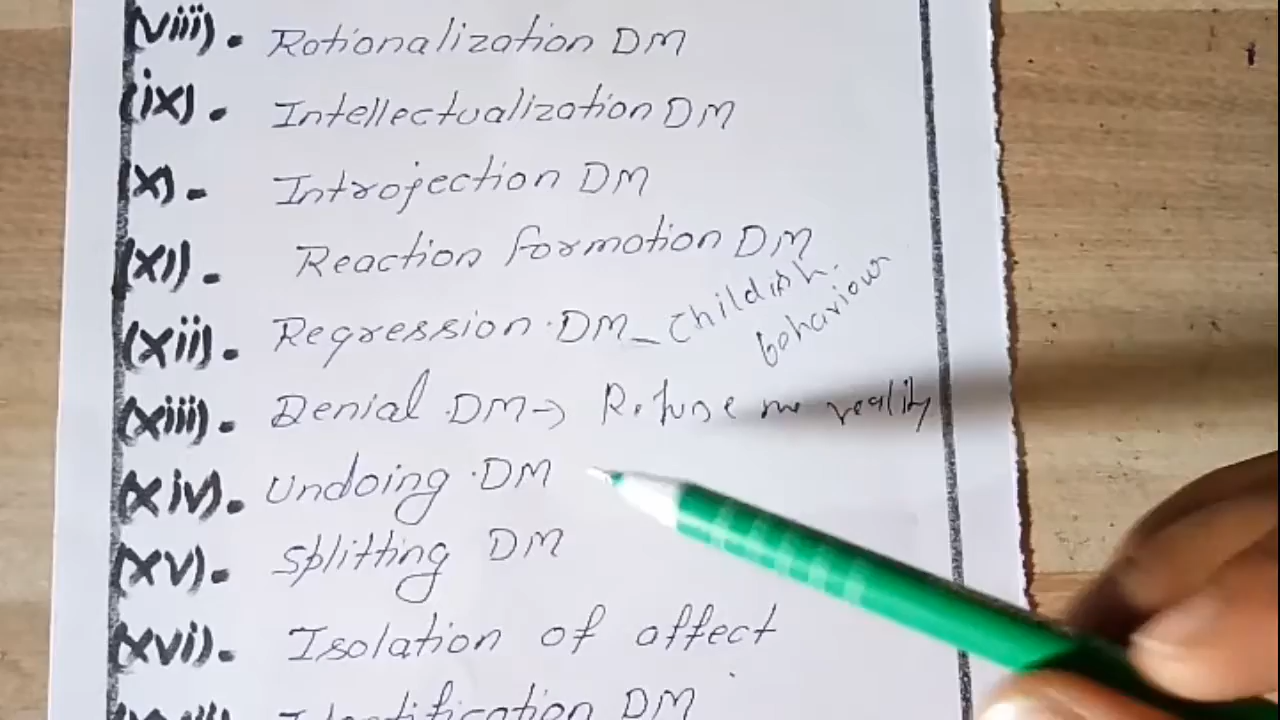 (viii). Rationalization DM
(ix). Intellectualization DM
(x). Introjection DM
(xi). Reaction formation DM
(xii). Regression DM - childish
behaviour
(xiii). Denial DM → Refuse reality
(xiv). Undoing DM
(xv). Splitting DM
(xvi). Isolation of affect
Identification DM